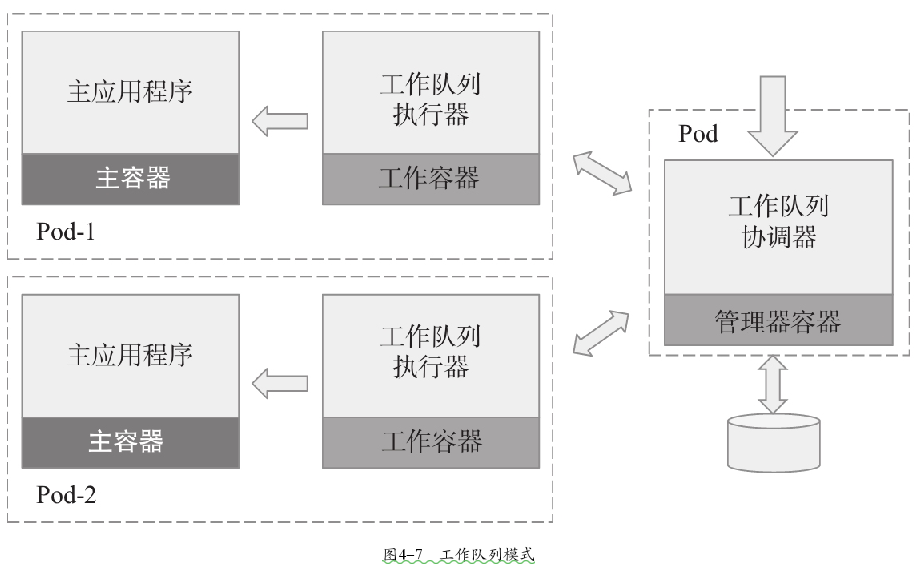 主应用程序
主容器
工作队列
执行器
工作容器
Pod-1
主应用程序
主容器
工作队列
执行器
工作容器
Pod-2
Pod
工作队列
协调器
管理器容器
图4-7 工作队列模式